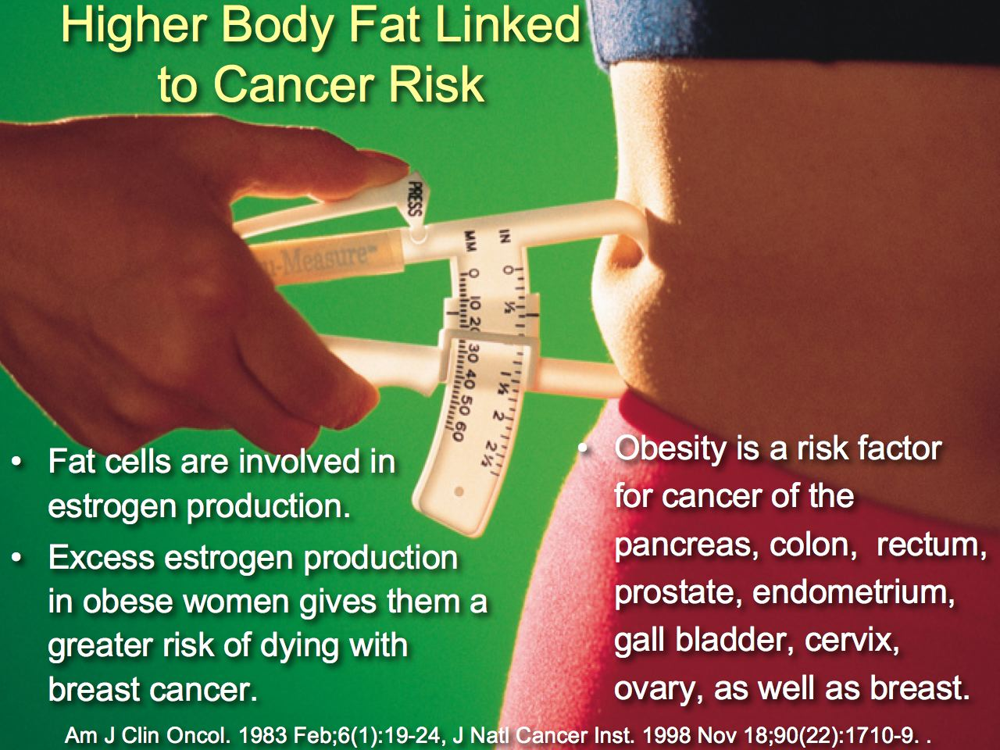 Higher Body Fat Linked
to Cancer Risk
PRESS
u-Measure
MM
IN
0
10
20
30
40
50
60
0
½
1
½
2
2½
• Fat cells are involved in
estrogen production.
• Excess estrogen production
in obese women gives them a
greater risk of dying with
breast cancer.
• Obesity is a risk factor
for cancer of the
pancreas, colon,  rectum,
prostate, endometrium,
gall bladder, cervix,
ovary, as well as breast.
Am J Clin Oncol. 1983 Feb;6(1):19-24, J Natl Cancer Inst. 1998 Nov 18;90(22):1710-9. .